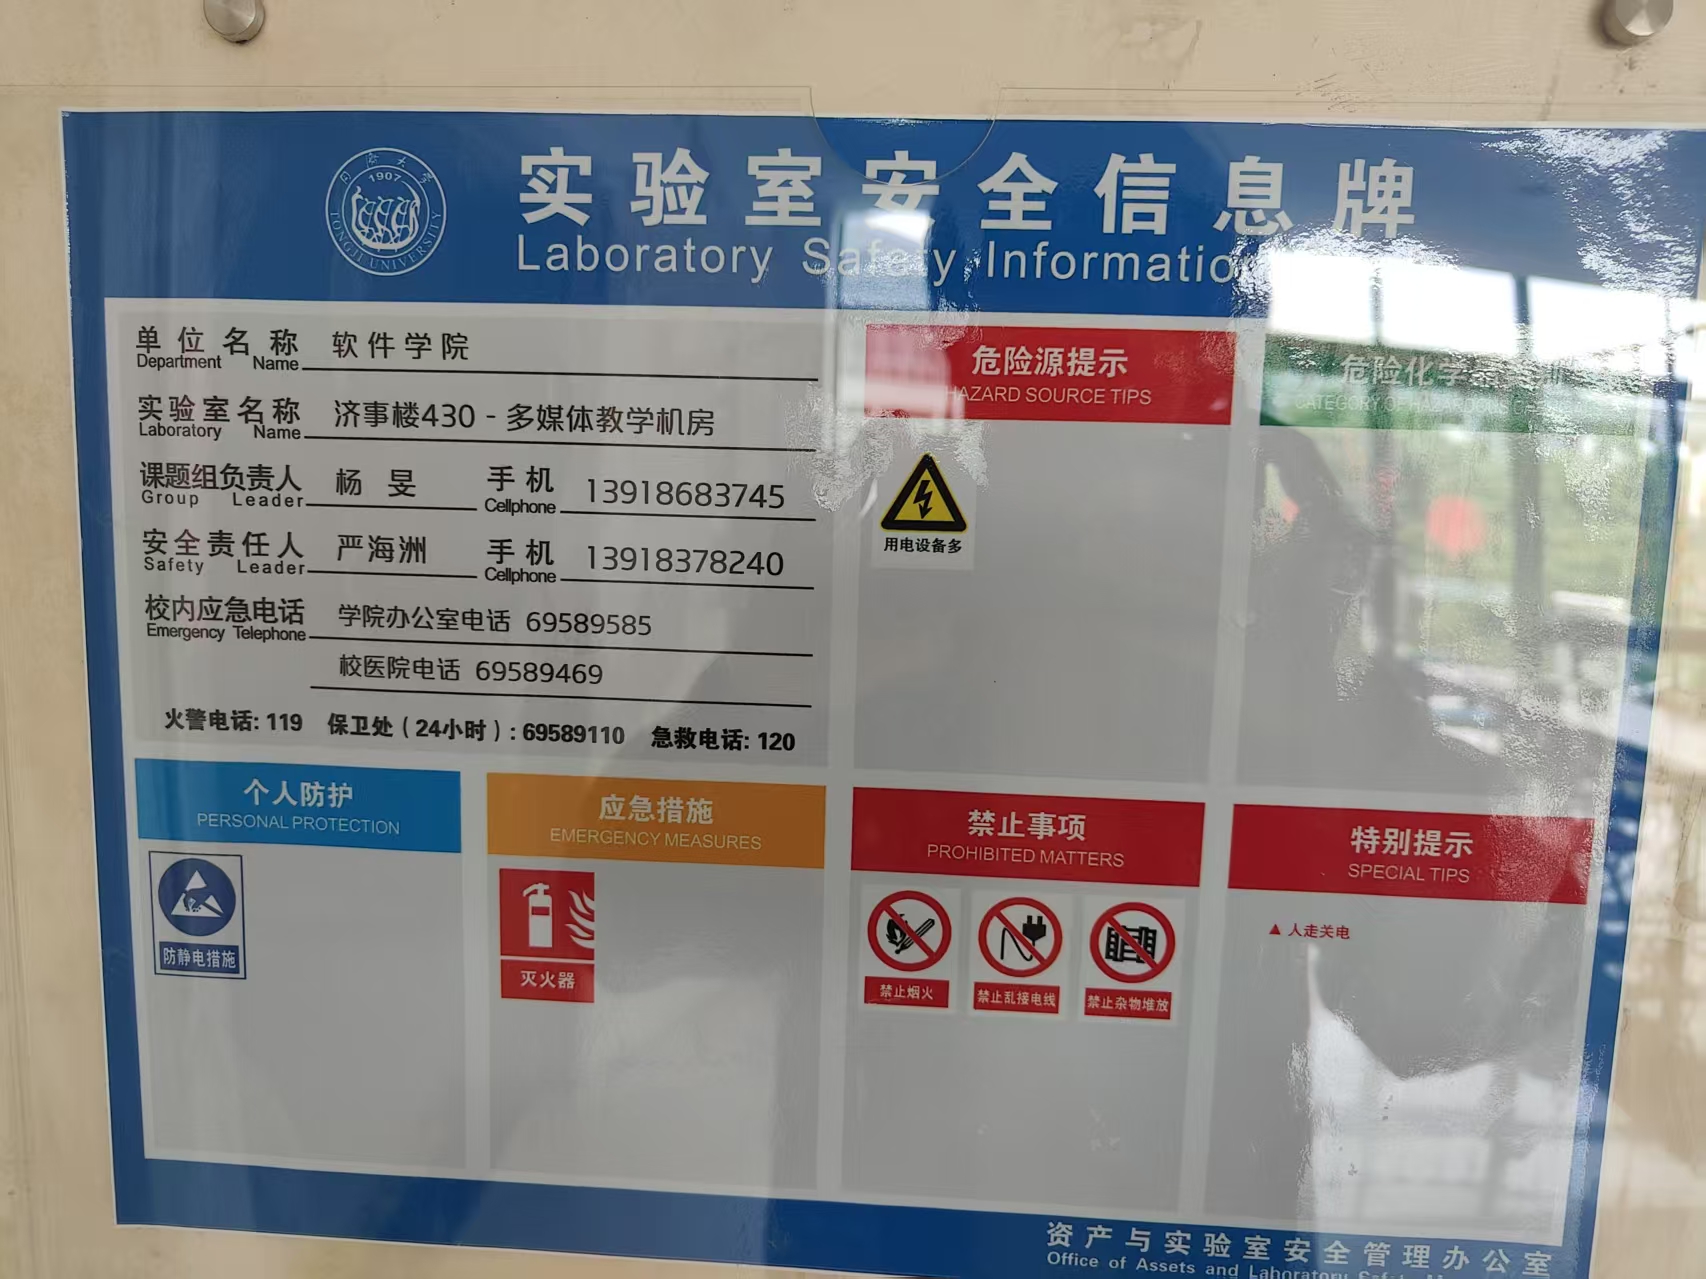 同济大学
1907
TONGJI UNIVERSITY
实验室安全信息牌
Laboratory Safety Informatio
单位名称 软件学院
Department Name
实验室名称 济事楼430 - 多媒体教学机房
Laboratory Name
课题组负责人 杨旻 手机 13918683745
Group Leader Cellphone
安全责任人 严海洲 手机 13918378240
Safety Leader Cellphone
校内应急电话 学院办公室电话 69589585
Emergency Telephone
校医院电话 69589469
火警电话: 119 保卫处（24小时）: 69589110 急救电话: 120
危险源提示
HAZARD SOURCE TIPS
用电设备多
危险化学
CATEGORY OF
个人防护
PERSONAL PROTECTION
防静电措施
应急措施
EMERGENCY MEASURES
灭火器
禁止事项
PROHIBITED MATTERS
禁止烟火 禁止乱接电线 禁止杂物堆放
特别提示
SPECIAL TIPS
▲ 人走关电
资产与实验室安全管理办公室
Office of Assets and Laboratory Safety